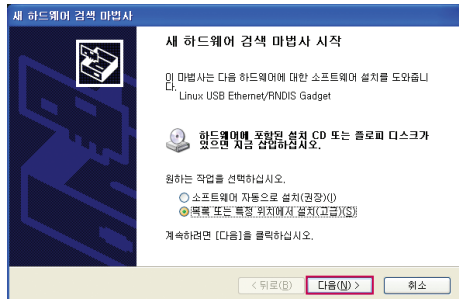 새 하드웨어 검색 마법사
새 하드웨어 검색 마법사 시작
이 마법사는 다음 하드웨어에 대한 소프트웨어 설치를 도와줍니
다.
Linux USB Ethernet/RNDIS Gadget
하드웨어에 포함된 설치 CD 또는 플로피 디스크가
있으면 지금 삽입하십시오.
원하는 작업을 선택하십시오.
소프트웨어 자동으로 설치(권장)(I)
목록 또는 특정 위치에서 설치(고급)(S)
계속하려면 [다음]을 클릭하십시오.
< 뒤로(B) 다음(N) > 취소